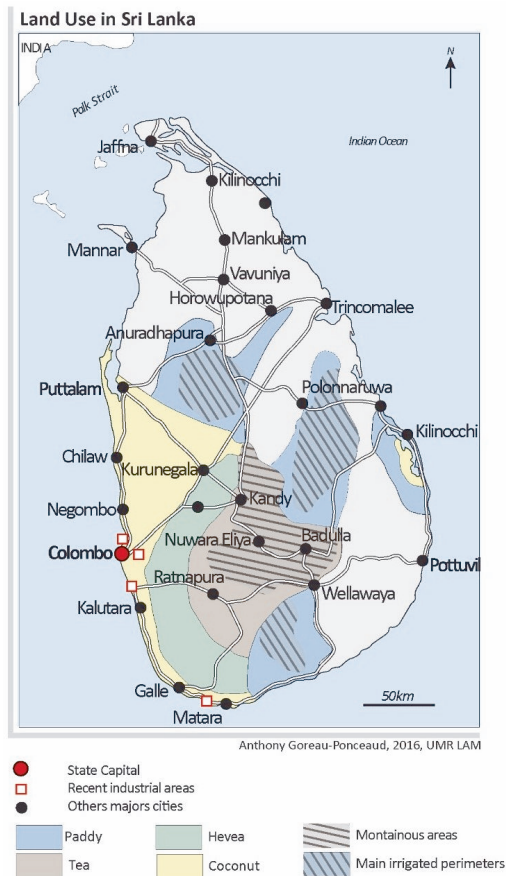 Land Use in Sri Lanka
INDIA
N
Palk Strait
Indian Ocean
Jaffna
Kilinocchi
Mankulam
Mannar
Vavuniya
Horowupotana
Trincomalee
Anuradhapura
Puttalam
Polonnaruwa
Kilinocchi
Chilaw
Kurunegala
Kandy
Negombo
Nuwara Eliya
Badulla
Colombo
Pottuvil
Ratnapura
Wellawaya
Kalutara
Galle
50km
Matara
Anthony Goreau-Ponceaud, 2016, UMR LAM
State Capital
Recent industrial areas
Others majors cities
Paddy
Hevea
Montainous areas
Tea
Coconut
Main irrigated perimeters